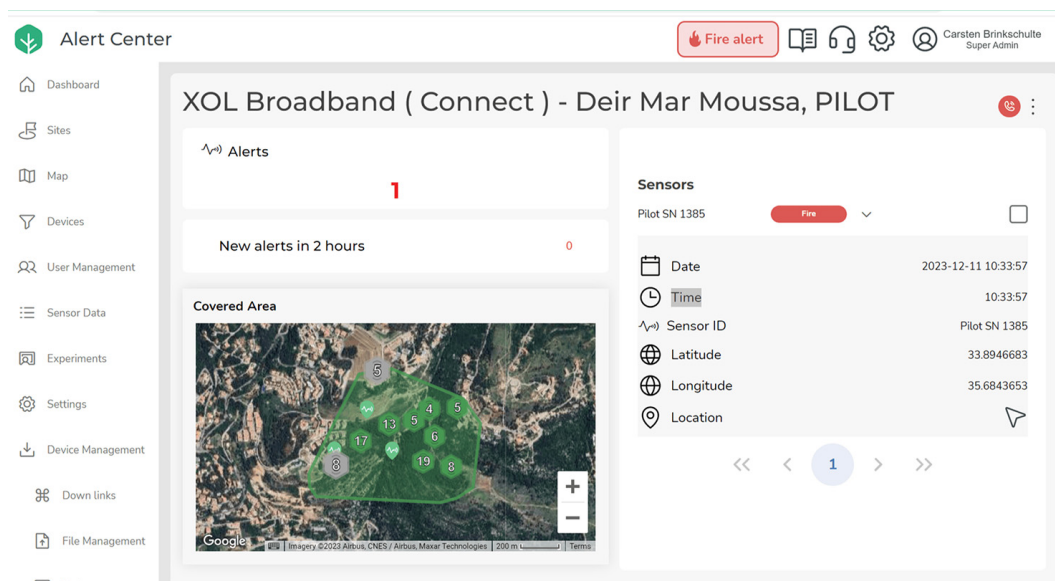 Alert Center
Fire alert
Carsten Brinkschulte
Super Admin
Dashboard
Sites
Map
Devices
User Management
Sensor Data
Experiments
Settings
Device Management
Down links
File Management
XOL Broadband ( Connect ) - Deir Mar Moussa, PILOT
Alerts
1
New alerts in 2 hours 0
Covered Area
5
4 5
13 5
17 6
8 19 8
+
−
Google
Imagery ©2023 Airbus, CNES / Airbus, Maxar Technologies 200 m Terms
Sensors
Pilot SN 1385 Fire
Date 2023-12-11 10:33:57
Time 10:33:57
Sensor ID Pilot SN 1385
Latitude 33.8946683
Longitude 35.6843653
Location
<< < 1 > >>